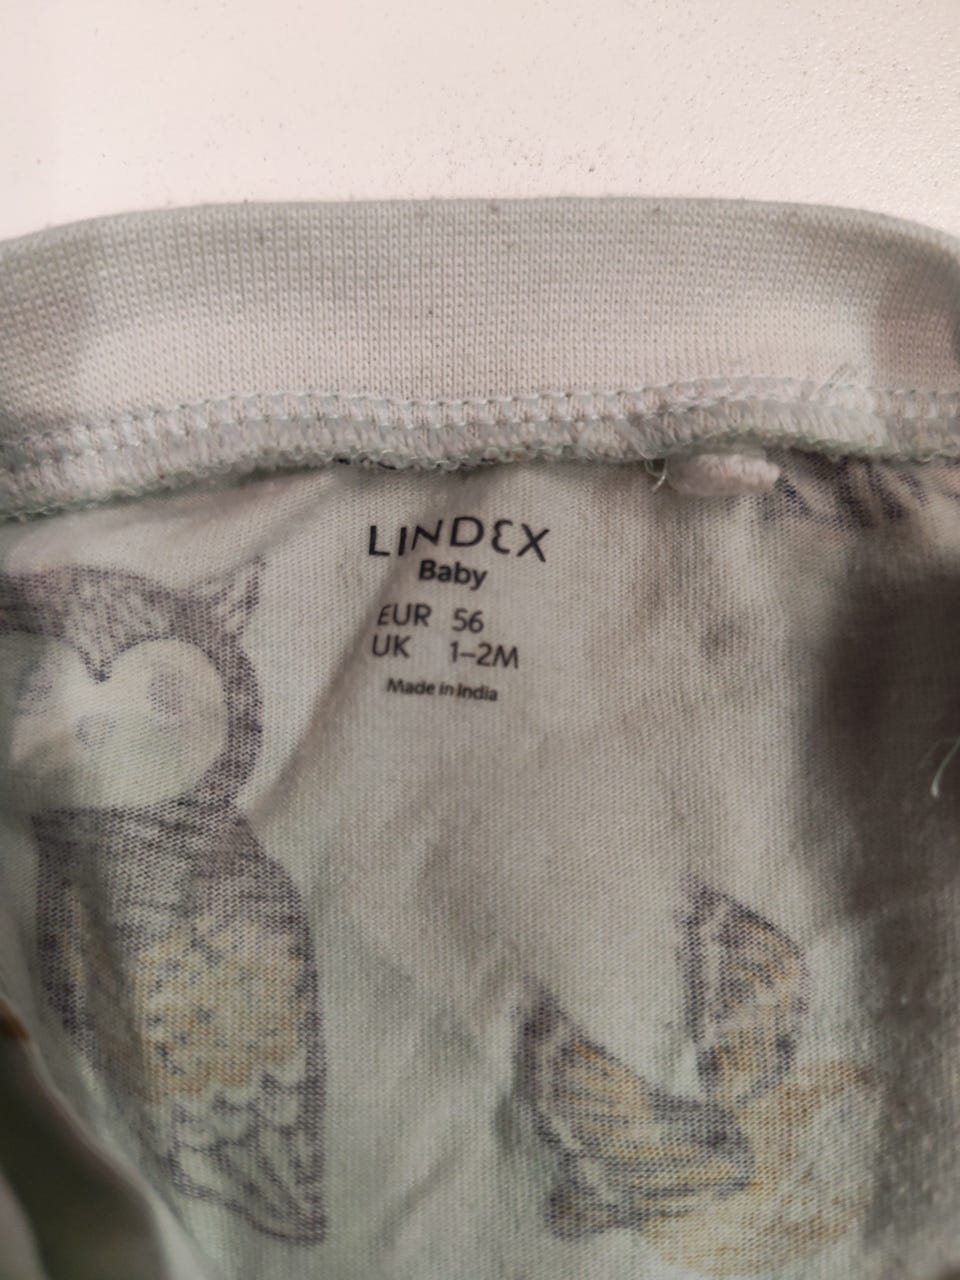 LINDEX
Baby
EUR 56
UK 1–2M
Made in India